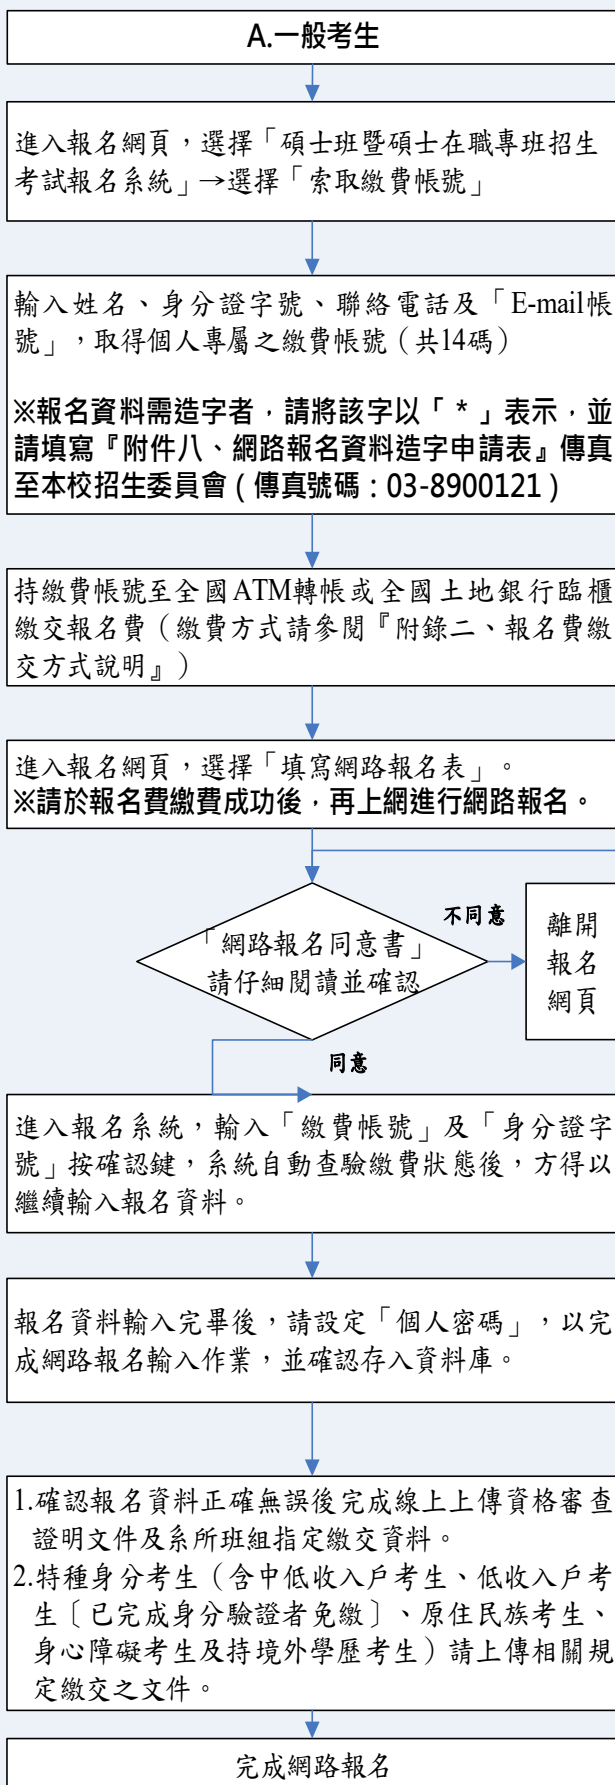 A.一般考生
進入報名網頁，選擇「碩士班暨碩士在職專班招生
考試報名系統」→選擇「索取繳費帳號」
輸入姓名、身分證字號、聯絡電話及「E-mail帳
號」，取得個人專屬之繳費帳號（共14碼）
※報名資料需造字者，請將該字以「 * 」表示，並
請填寫『附件八、網路報名資料造字申請表』傳真
至本校招生委員會（傳真號碼：03-8900121）
持繳費帳號至全國ATM轉帳或全國土地銀行臨櫃
繳交報名費（繳費方式請參閱『附錄二、報名費繳
交方式說明』）
進入報名網頁，選擇「填寫網路報名表」。
※請於報名費繳費成功後，再上網進行網路報名。
「網路報名同意書」
請仔細閱讀並確認
不同意
離開
報名
網頁
同意
進入報名系統，輸入「繳費帳號」及「身分證字
號」按確認鍵，系統自動查驗繳費狀態後，方得以
繼續輸入報名資料。
報名資料輸入完畢後，請設定「個人密碼」，以完
成網路報名輸入作業，並確認存入資料庫。
1.確認報名資料正確無誤後完成線上上傳資格審查
證明文件及系所班組指定繳交資料。
2.特種身分考生（含中低收入戶考生、低收入戶考
生〔已完成身分驗證者免繳〕、原住民族考生、
身心障礙考生及持境外學歷考生）請上傳相關規
定繳交之文件。
完成網路報名